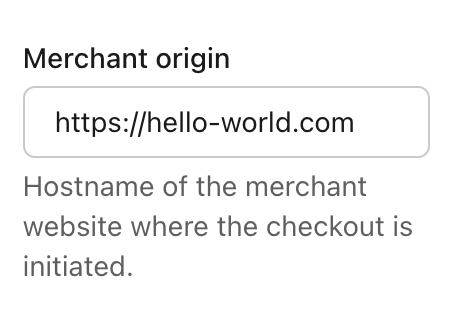 Merchant origin
https://hello-world.com
Hostname of the merchant
website where the checkout is
initiated.